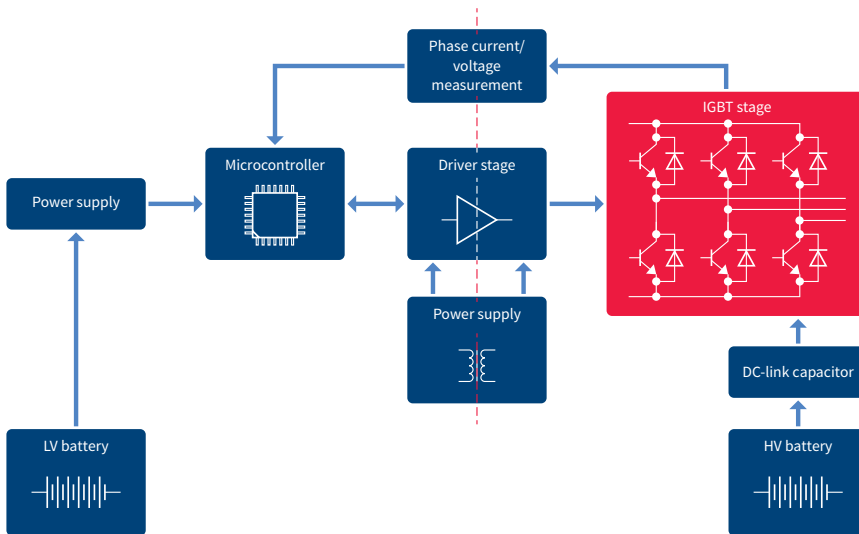 Phase current/
voltage
measurement
IGBT stage
Microcontroller
Driver stage
Power supply
Power supply
DC-link capacitor
LV battery
HV battery